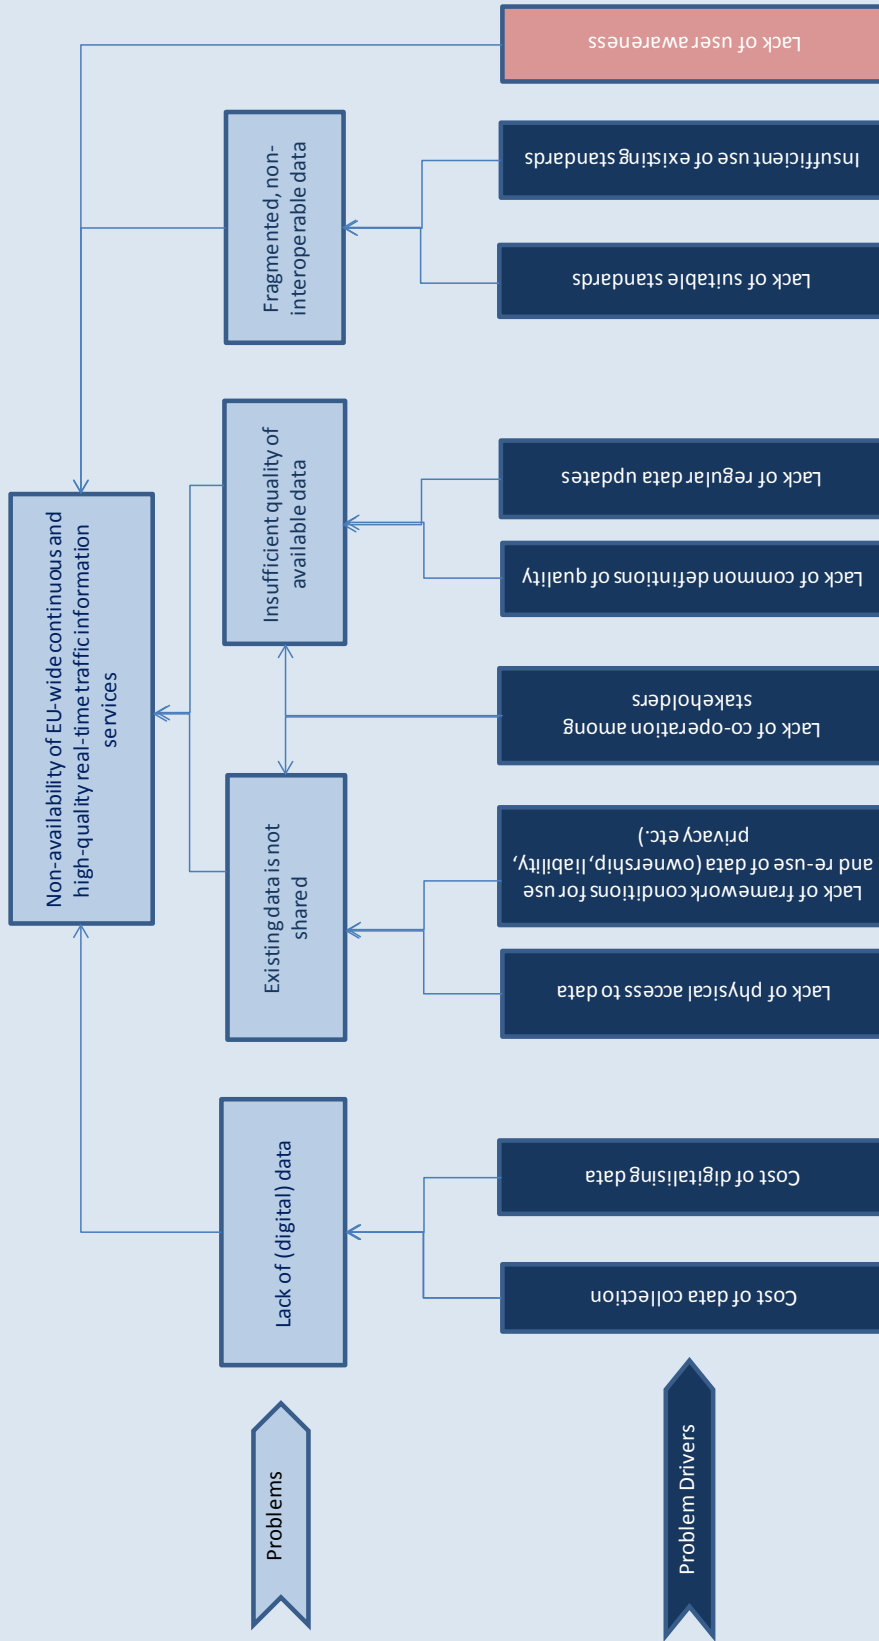 Non-availability of EU-wide continuous and
high-quality real-time traffic information
services
Problems
Lack of (digital) data
Existing data is not
shared
Insufficient quality of
available data
Fragmented, non-
interoperable data
Problem Drivers
Cost of data collection
Cost of digitalising data
Lack of physical access to data
Lack of framework conditions for use
and re-use of data (ownership, liability,
privacy etc.)
Lack of co-operation among
stakeholders
Lack of common defintions of quality
Lack of regular data updates
Lack of suitable standards
Insufficient use of existing standards
Lack of user awareness